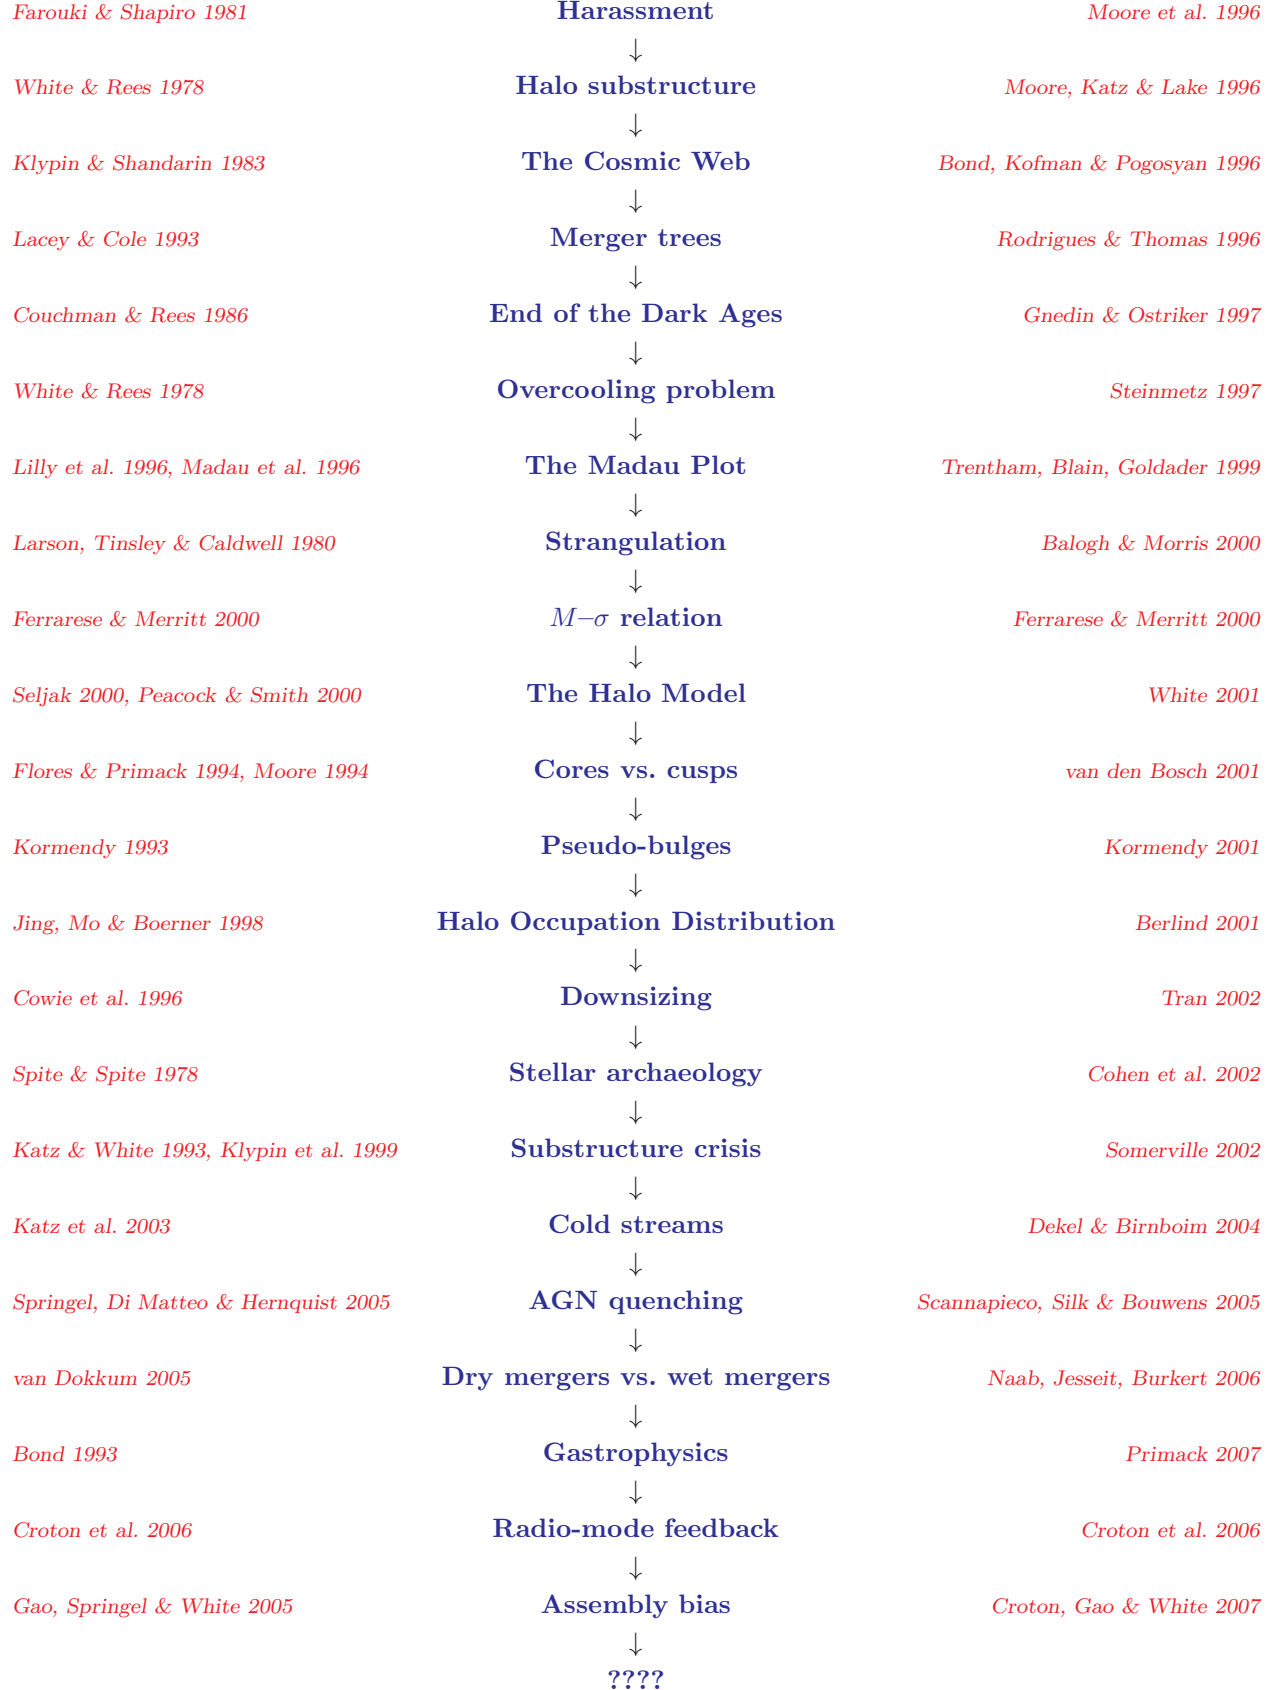 Farouki & Shapiro 1981 Harassment Moore et al. 1996
↓
White & Rees 1978 Halo substructure Moore, Katz & Lake 1996
↓
Klypin & Shandarin 1983 The Cosmic Web Bond, Kofman & Pogosyan 1996
↓
Lacey & Cole 1993 Merger trees Rodrigues & Thomas 1996
↓
Couchman & Rees 1986 End of the Dark Ages Gnedin & Ostriker 1997
↓
White & Rees 1978 Overcooling problem Steinmetz 1997
↓
Lilly et al. 1996, Madau et al. 1996 The Madau Plot Trentham, Blain, Goldader 1999
↓
Larson, Tinsley & Caldwell 1980 Strangulation Balogh & Morris 2000
↓
Ferrarese & Merritt 2000 M–σ relation Ferrarese & Merritt 2000
↓
Seljak 2000, Peacock & Smith 2000 The Halo Model White 2001
↓
Flores & Primack 1994, Moore 1994 Cores vs. cusps van den Bosch 2001
↓
Kormendy 1993 Pseudo-bulges Kormendy 2001
↓
Jing, Mo & Boerner 1998 Halo Occupation Distribution Berlind 2001
↓
Cowie et al. 1996 Downsizing Tran 2002
↓
Spite & Spite 1978 Stellar archaeology Cohen et al. 2002
↓
Katz & White 1993, Klypin et al. 1999 Substructure crisis Somerville 2002
↓
Katz et al. 2003 Cold streams Dekel & Birnboim 2004
↓
Springel, Di Matteo & Hernquist 2005 AGN quenching Scannapieco, Silk & Bouwens 2005
↓
van Dokkum 2005 Dry mergers vs. wet mergers Naab, Jesseit, Burkert 2006
↓
Bond 1993 Gastrophysics Primack 2007
↓
Croton et al. 2006 Radio-mode feedback Croton et al. 2006
↓
Gao, Springel & White 2005 Assembly bias Croton, Gao & White 2007
↓
????